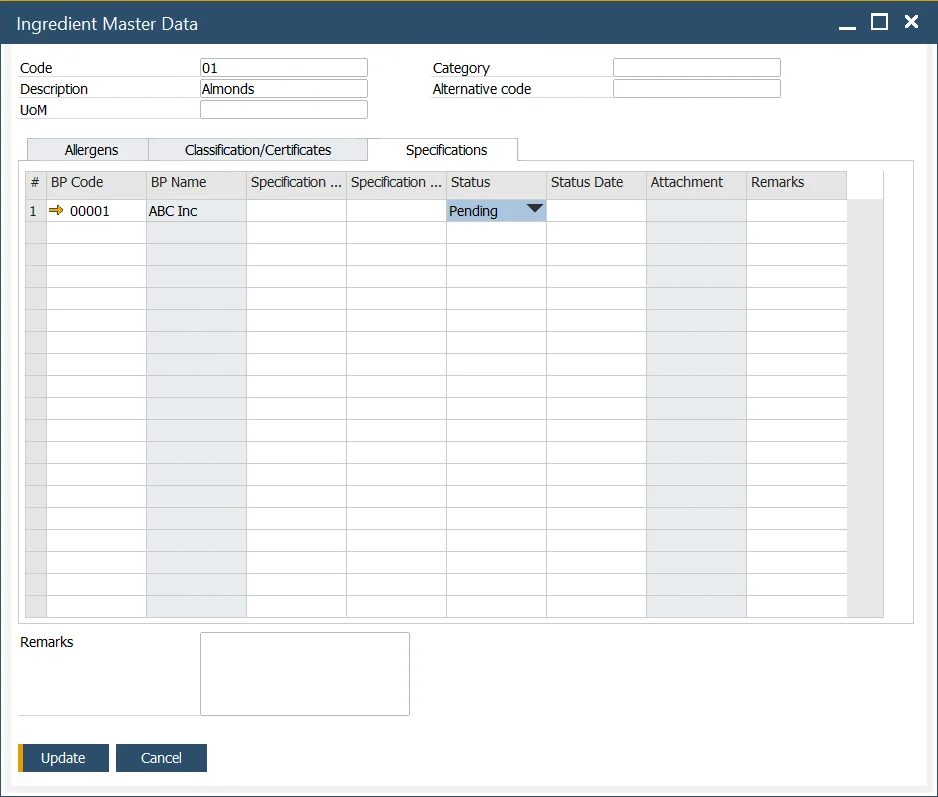 Ingredient Master Data
Code 01 Category
Description Almonds Alternative code
UoM
Allergens Classification/Certificates Specifications
# BP Code BP Name Specification ... Specification ... Status Status Date Attachment Remarks
1 00001 ABC Inc Pending
Remarks
Update Cancel